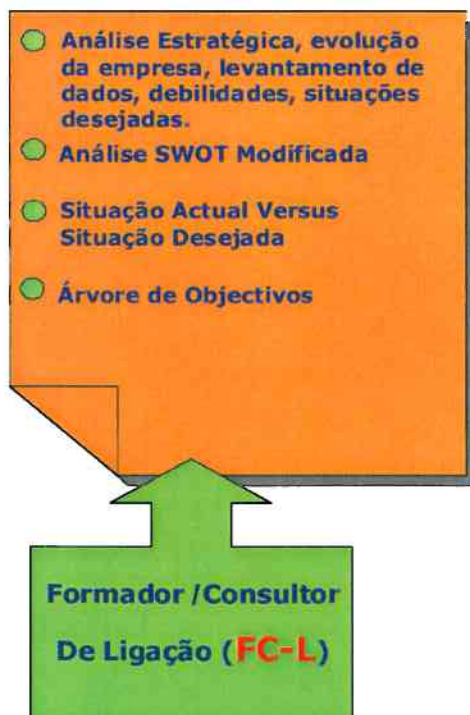 Análise Estratégica, evolução
da empresa, levantamento de
dados, debilidades, situações
desejadas.
Análise SWOT Modificada
Situação Actual Versus
Situação Desejada
Árvore de Objectivos
Formador /Consultor
De Ligação (FC-L)